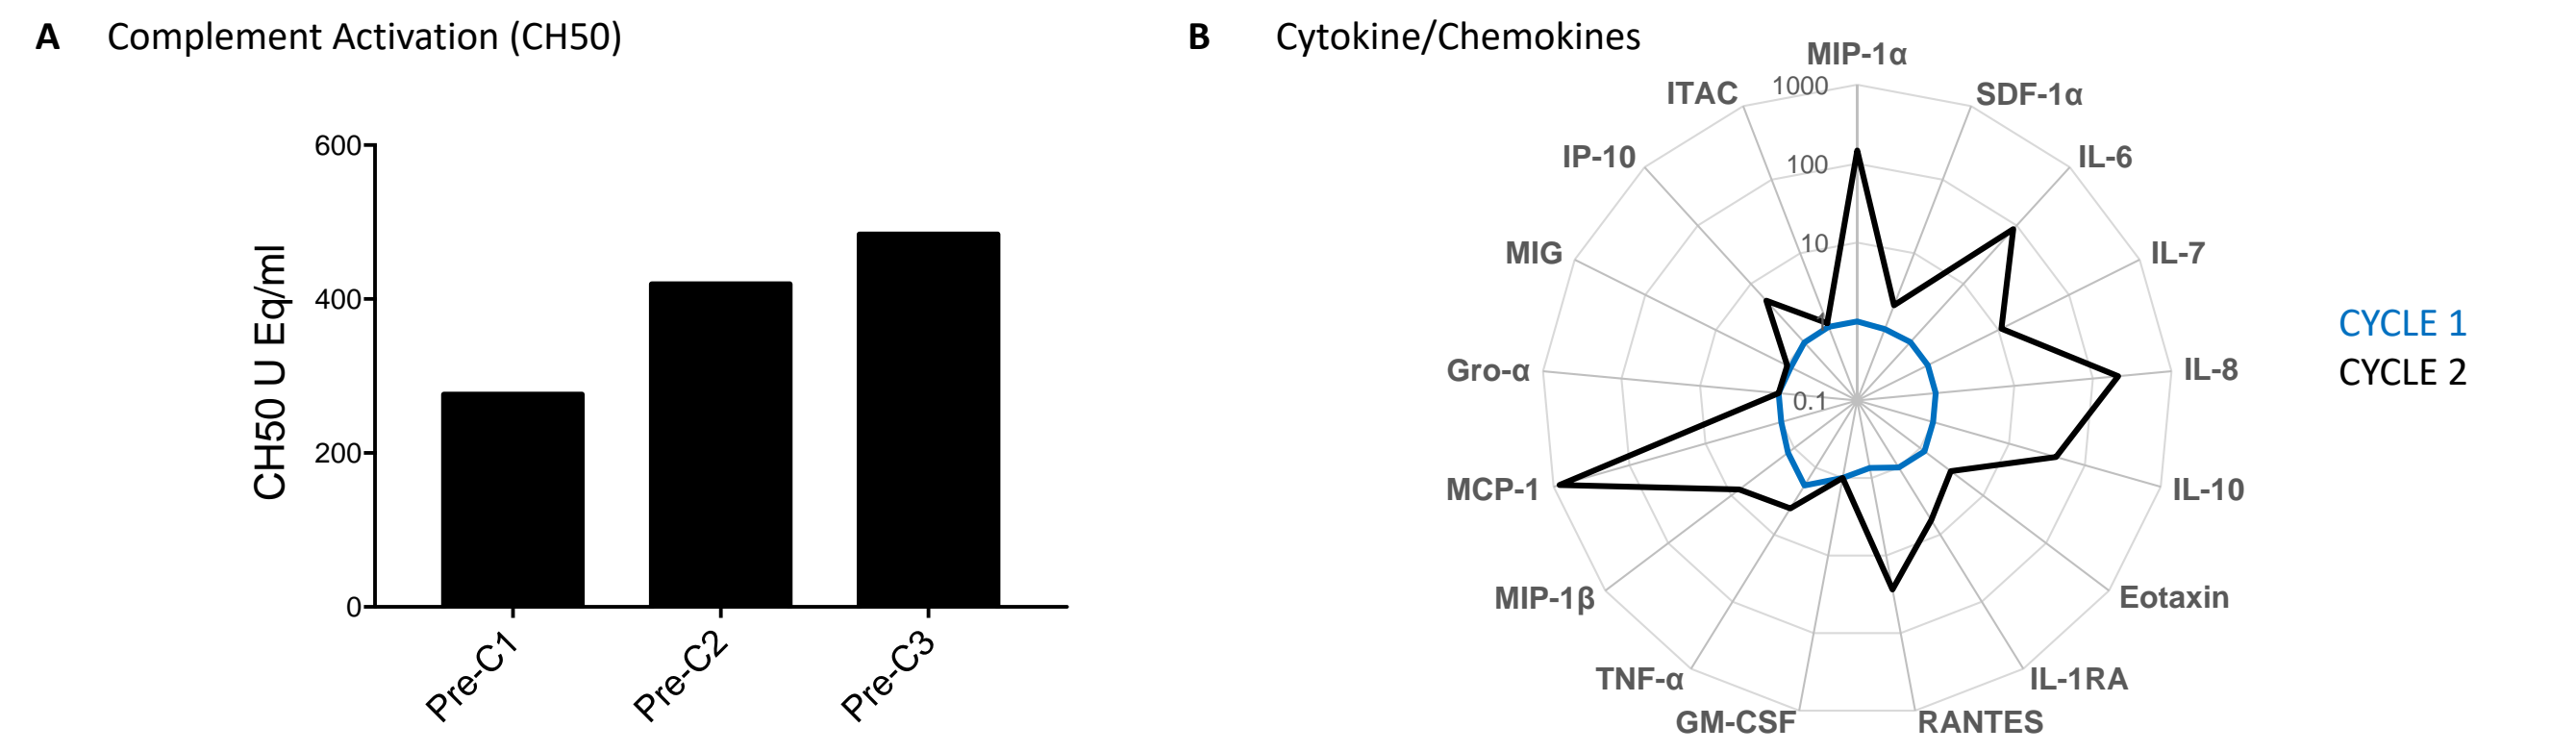 A Complement Activation (CH50)
CH50 U Eq/ml
600
400
200
0
Pre-C1
Pre-C2
Pre-C3
B Cytokine/Chemokines
MIP-1α
SDF-1α
IL-6
IL-7
IL-8
IL-10
Eotaxin
IL-1RA
RANTES
GM-CSF
TNF-α
MIP-1β
MCP-1
Gro-α
MIG
IP-10
ITAC
1000
100
10
1
0.1
CYCLE 1
CYCLE 2